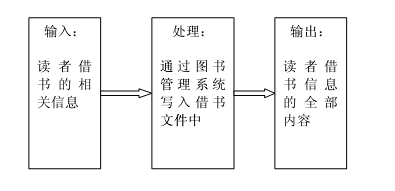 输入：
读者借
书的相
关信息
处理：
通过图书
管理系统
写入借书
文件中
输出：
读者借
书信息
的全部
内容